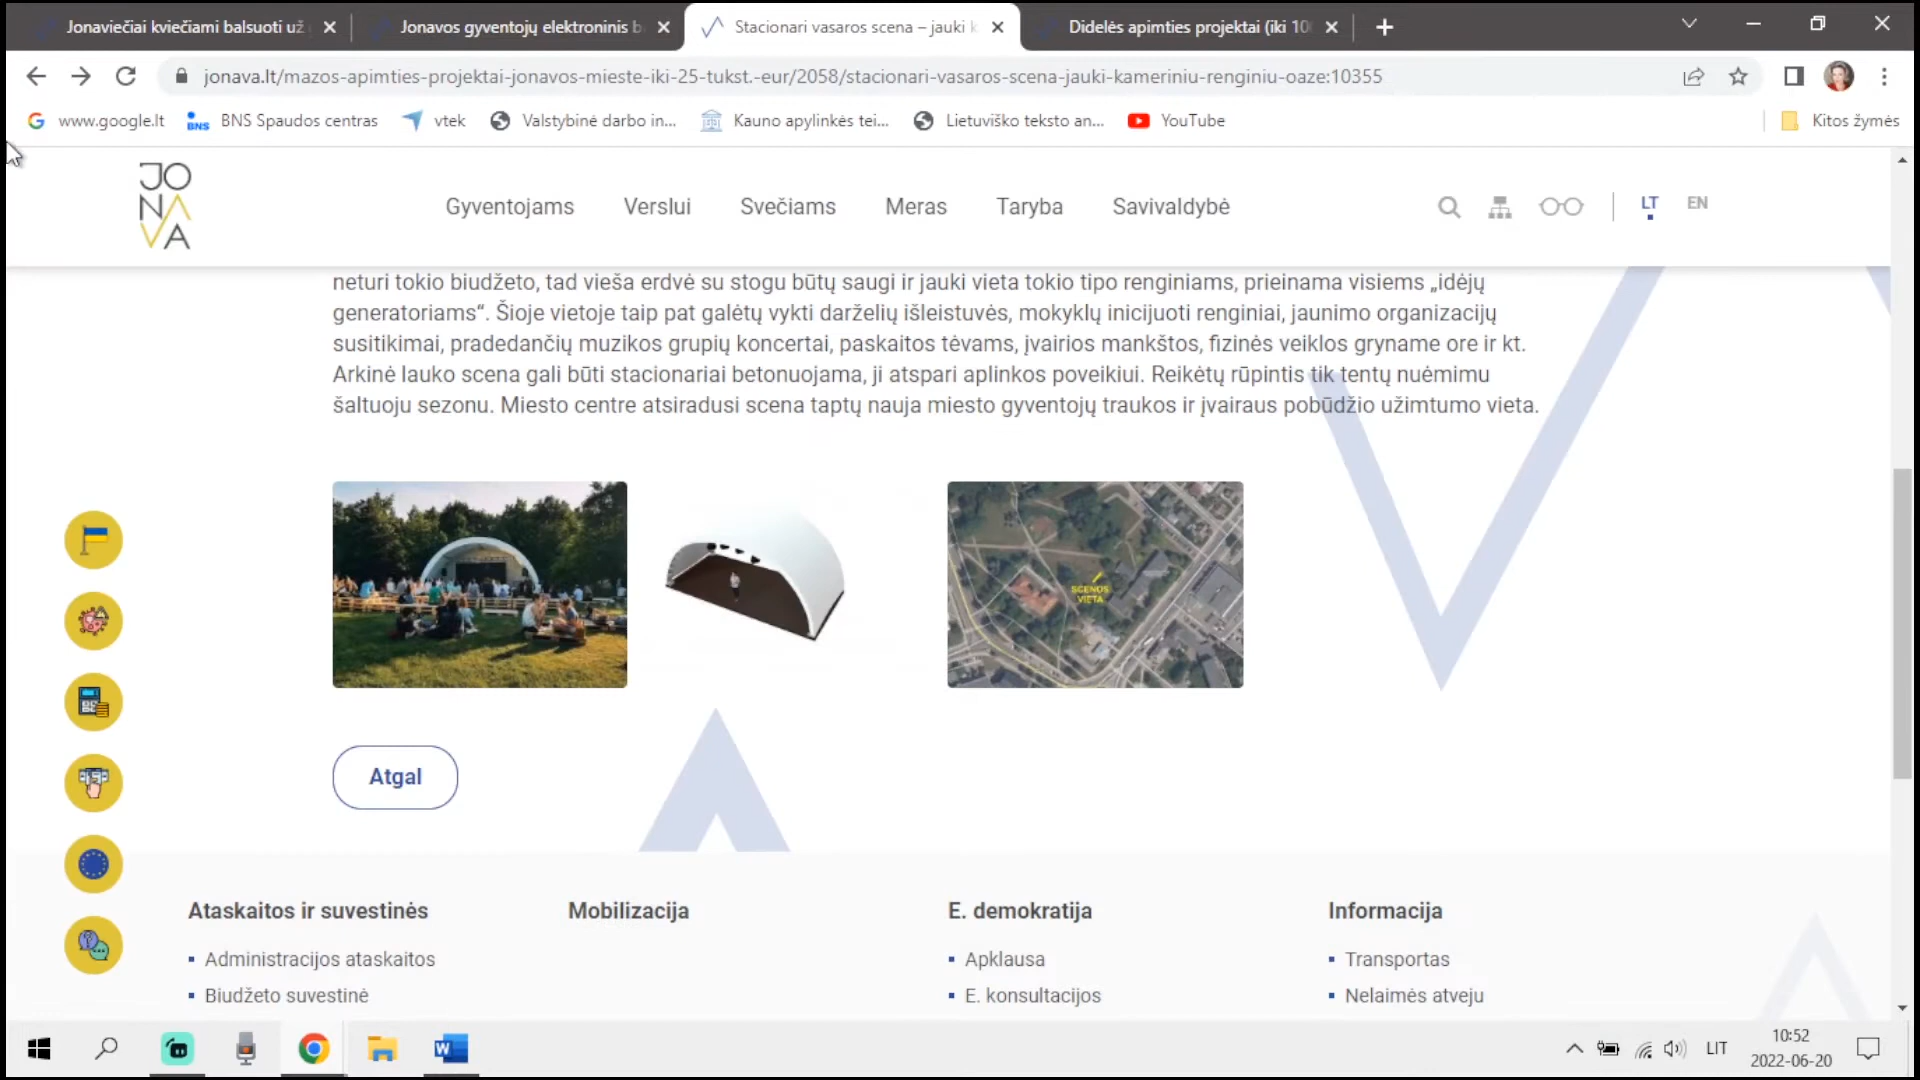 Jonaviečiai kviečiami balsuoti už
Jonavos gyventojų elektroninis b
Stacionari vasaros scena – jauki k
Didelės apimties projektai (iki 10
jonava.lt/mazos-apimties-projektai-jonavos-mieste-iki-25-tukst.-eur/2058/stacionari-vasaros-scena-jauki-kameriniu-renginiu-oaze:10355
www.google.lt
BNS
BNS Spaudos centras
vtek
Valstybinė darbo in...
Kauno apylinkės tei...
Lietuviško teksto an...
YouTube
Kitos žymės
JO
NA
VA
Gyventojams
Verslui
Svečiams
Meras
Taryba
Savivaldybė
LT
EN
neturi tokio biudžeto, tad vieša erdvė su stogu būtų saugi ir jauki vieta tokio tipo renginiams, prieinama visiems „idėjų
generatoriams“. Šioje vietoje taip pat galėtų vykti darželių išleistuvės, mokyklų inicijuoti renginiai, jaunimo organizacijų
susitikimai, pradedančių muzikos grupių koncertai, paskaitos tėvams, įvairios mankštos, fizinės veiklos gryname ore ir kt.
Arkinė lauko scena gali būti stacionariai betonuojama, ji atspari aplinkos poveikiui. Reikėtų rūpintis tik tentų nuėmimu
šaltuoju sezonu. Miesto centre atsiradusi scena taptų nauja miesto gyventojų traukos ir įvairaus pobūdžio užimtumo vieta.
SCENOS
VIETA
Atgal
Ataskaitos ir suvestinės
Administracijos ataskaitos
Biudžeto suvestinė
Mobilizacija
E. demokratija
Apklausa
E. konsultacijos
Informacija
Transportas
Nelaimės atveju
W
LIT
10:52
2022-06-20